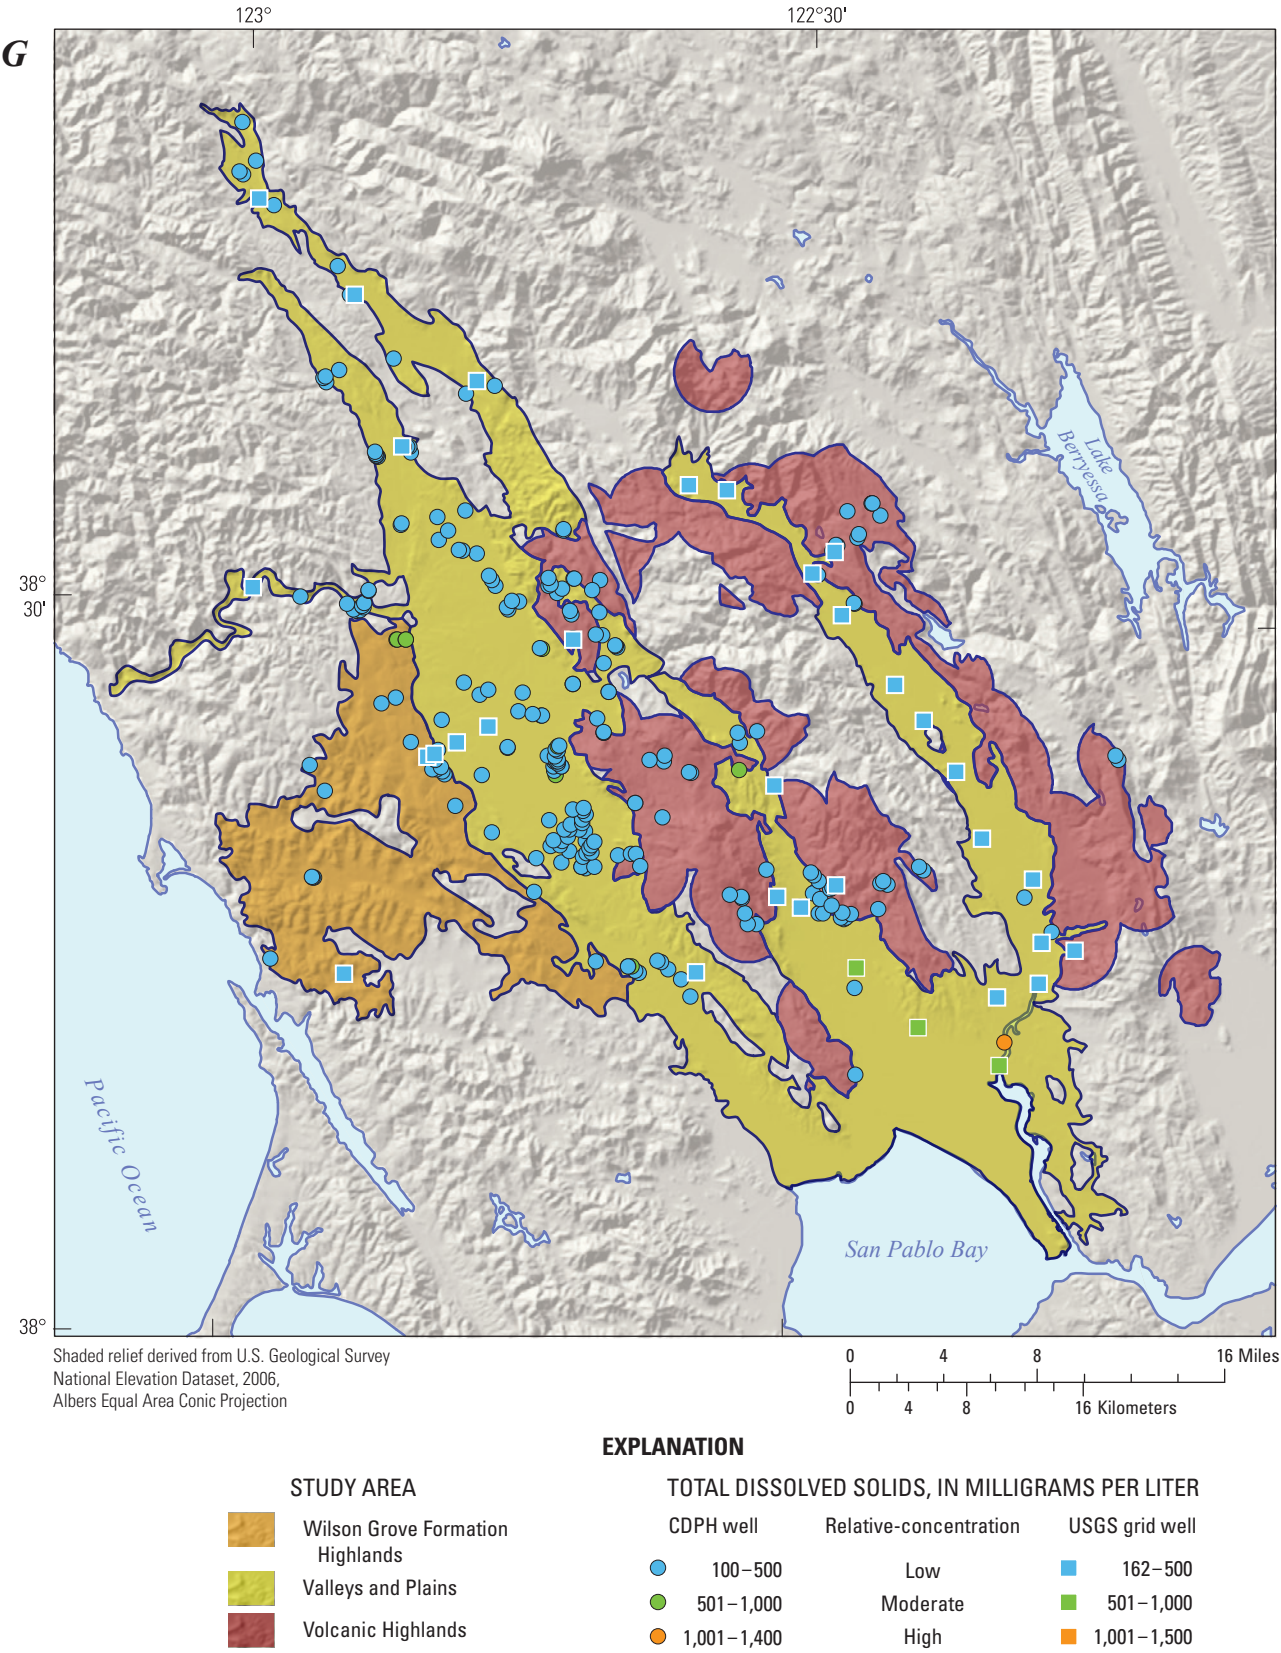 G
123°
122°30'
Lake
Berryessa
38°
30'
Pacific Ocean
San Pablo Bay
38°
Shaded relief derived from U.S. Geological Survey
National Elevation Dataset, 2006,
Albers Equal Area Conic Projection
0 4 8 16 Miles
0 4 8 16 Kilometers
EXPLANATION
STUDY AREA
Wilson Grove Formation
Highlands
Valleys and Plains
Volcanic Highlands
TOTAL DISSOLVED SOLIDS, IN MILLIGRAMS PER LITER
CDPH well Relative-concentration USGS grid well
100–500 Low 162–500
501–1,000 Moderate 501–1,000
1,001–1,400 High 1,001–1,500